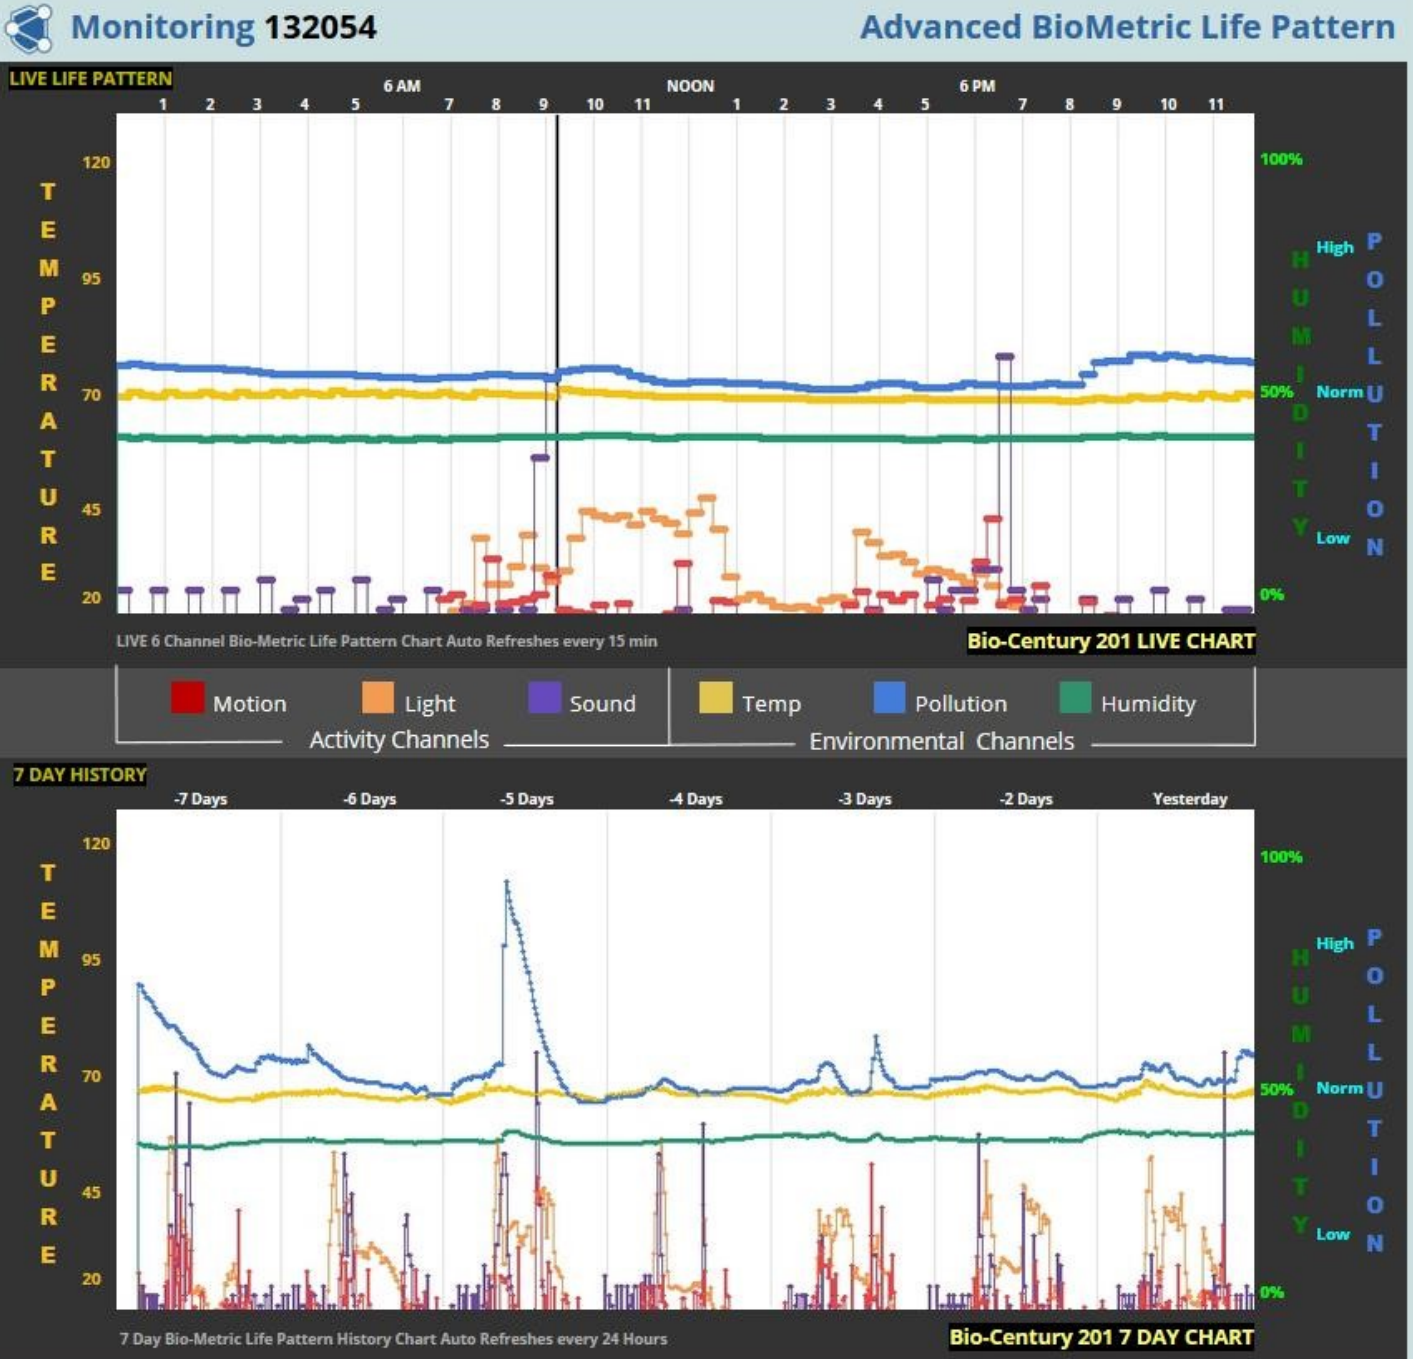 Monitoring 132054
Advanced BioMetric Life Pattern
LIVE LIFE PATTERN
6 AM NOON 6 PM
1 2 3 4 5 7 8 9 10 11 1 2 3 4 5 7 8 9 10 11
TEMPERATURE
120
95
70
45
20
100%
50%
0%
HUMIDITY
High
Norm
Low
POLLUTION
LIVE 6 Channel Bio-Metric Life Pattern Chart Auto Refreshes every 15 min
Bio-Century 201 LIVE CHART
Motion Light Sound Temp Pollution Humidity
Activity Channels Environmental Channels
7 DAY HISTORY
-7 Days -6 Days -5 Days -4 Days -3 Days -2 Days Yesterday
TEMPERATURE
120
95
70
45
20
100%
50%
0%
HUMIDITY
High
Norm
Low
POLLUTION
7 Day Bio-Metric Life Pattern History Chart Auto Refreshes every 24 Hours
Bio-Century 201 7 DAY CHART